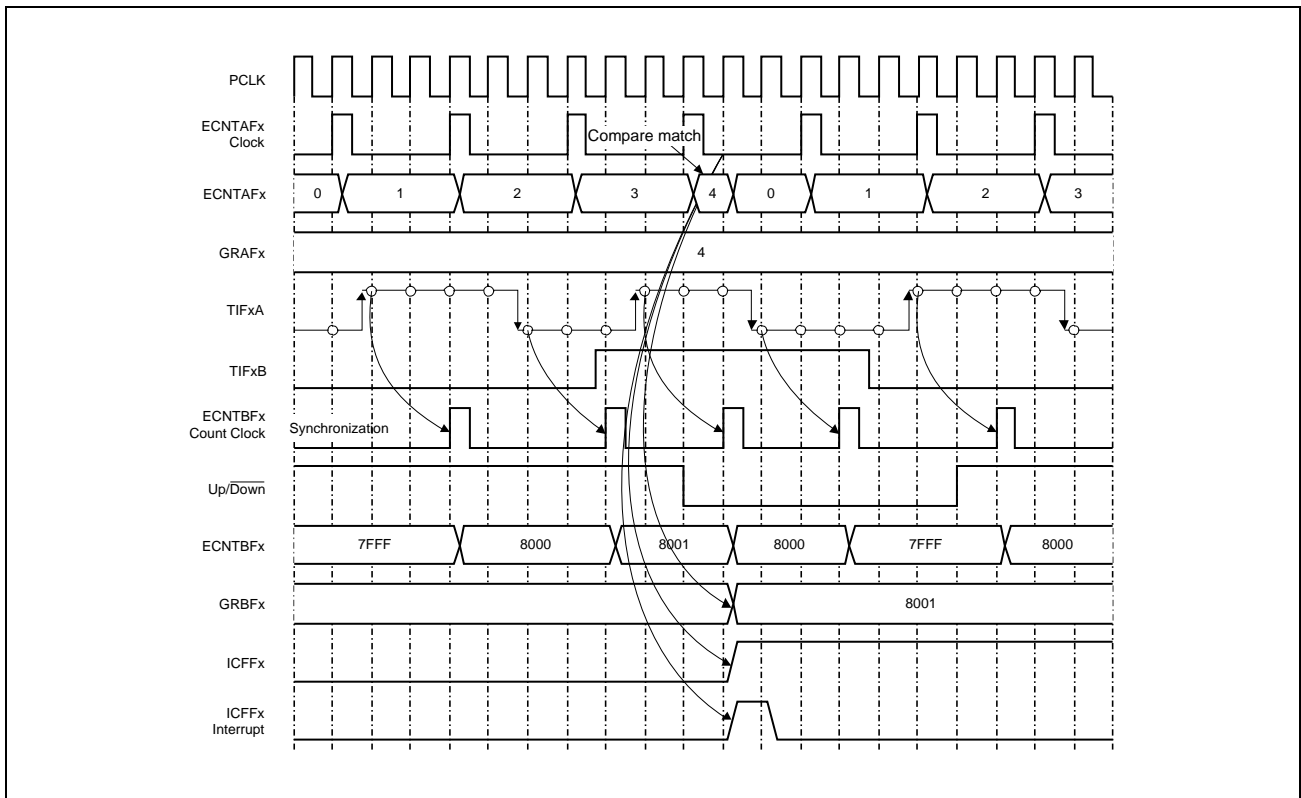 PCLK
ECNTAFx
Clock
Compare match
ECNTAFx
0 1 2 3 4 0 1 2 3
GRAFx
4
TIFxA
TIFxB
ECNTBFx
Count Clock
Synchronization
Up/Down
ECNTBFx
7FFF 8000 8001 8000 7FFF 8000
GRBFx
8001
ICFFx
ICFFx
Interrupt